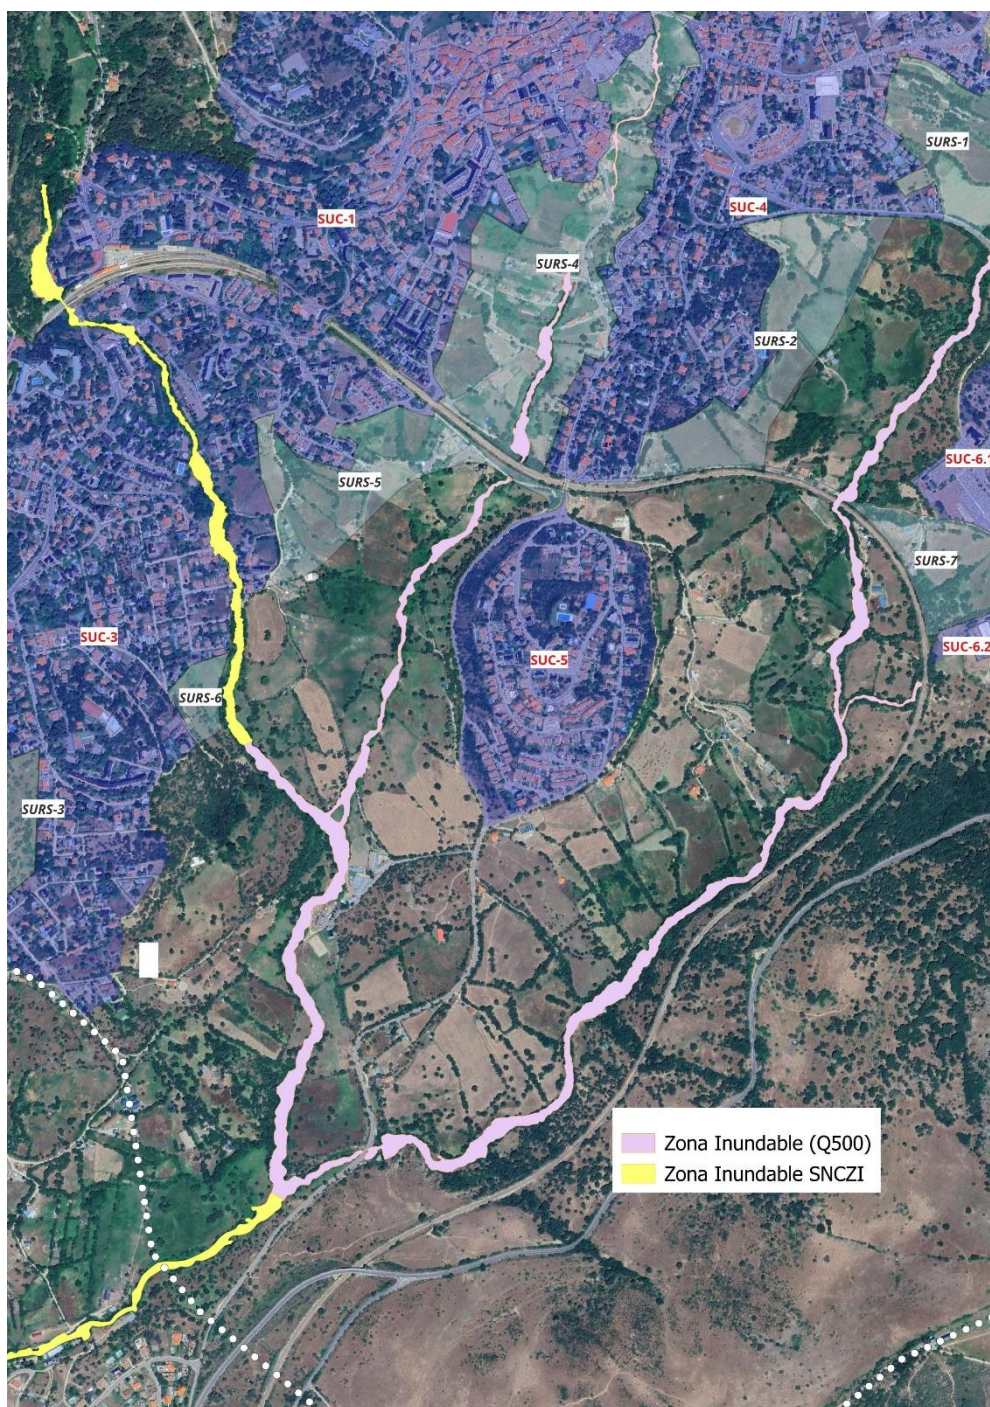 SURS-1
SUC-4
SUC-1
SURS-4
SURS-2
SUC-6.1
SURS-5
SURS-7
SUC-3
SUC-6.2
SUC-5
SURS-6
SURS-3
Zona Inundable (Q500)
Zona Inundable SNCZI